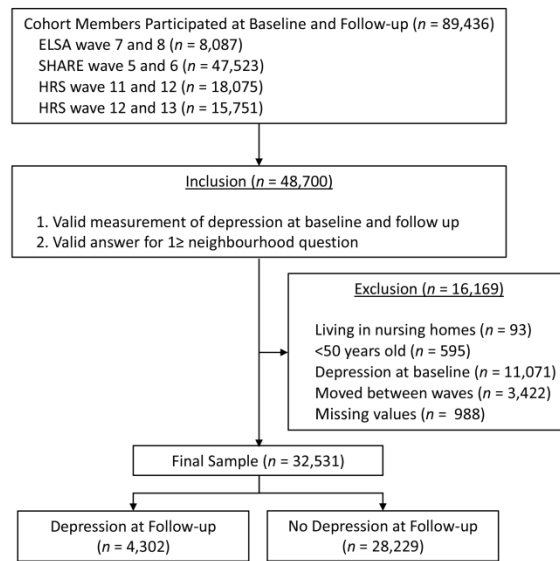 Cohort Members Participated at Baseline and Follow-up (n = 89,436)
ELSA wave 7 and 8 (n = 8,087)
SHARE wave 5 and 6 (n = 47,523)
HRS wave 11 and 12 (n = 18,075)
HRS wave 12 and 13 (n = 15,751)
Inclusion (n = 48,700)
1. Valid measurement of depression at baseline and follow up
2. Valid answer for 1≥ neighbourhood question
Exclusion (n = 16,169)
Living in nursing homes (n = 93)
<50 years old (n = 595)
Depression at baseline (n = 11,071)
Moved between waves (n = 3,422)
Missing values (n = 988)
Final Sample (n = 32,531)
Depression at Follow-up
(n = 4,302)
No Depression at Follow-up
(n = 28,229)